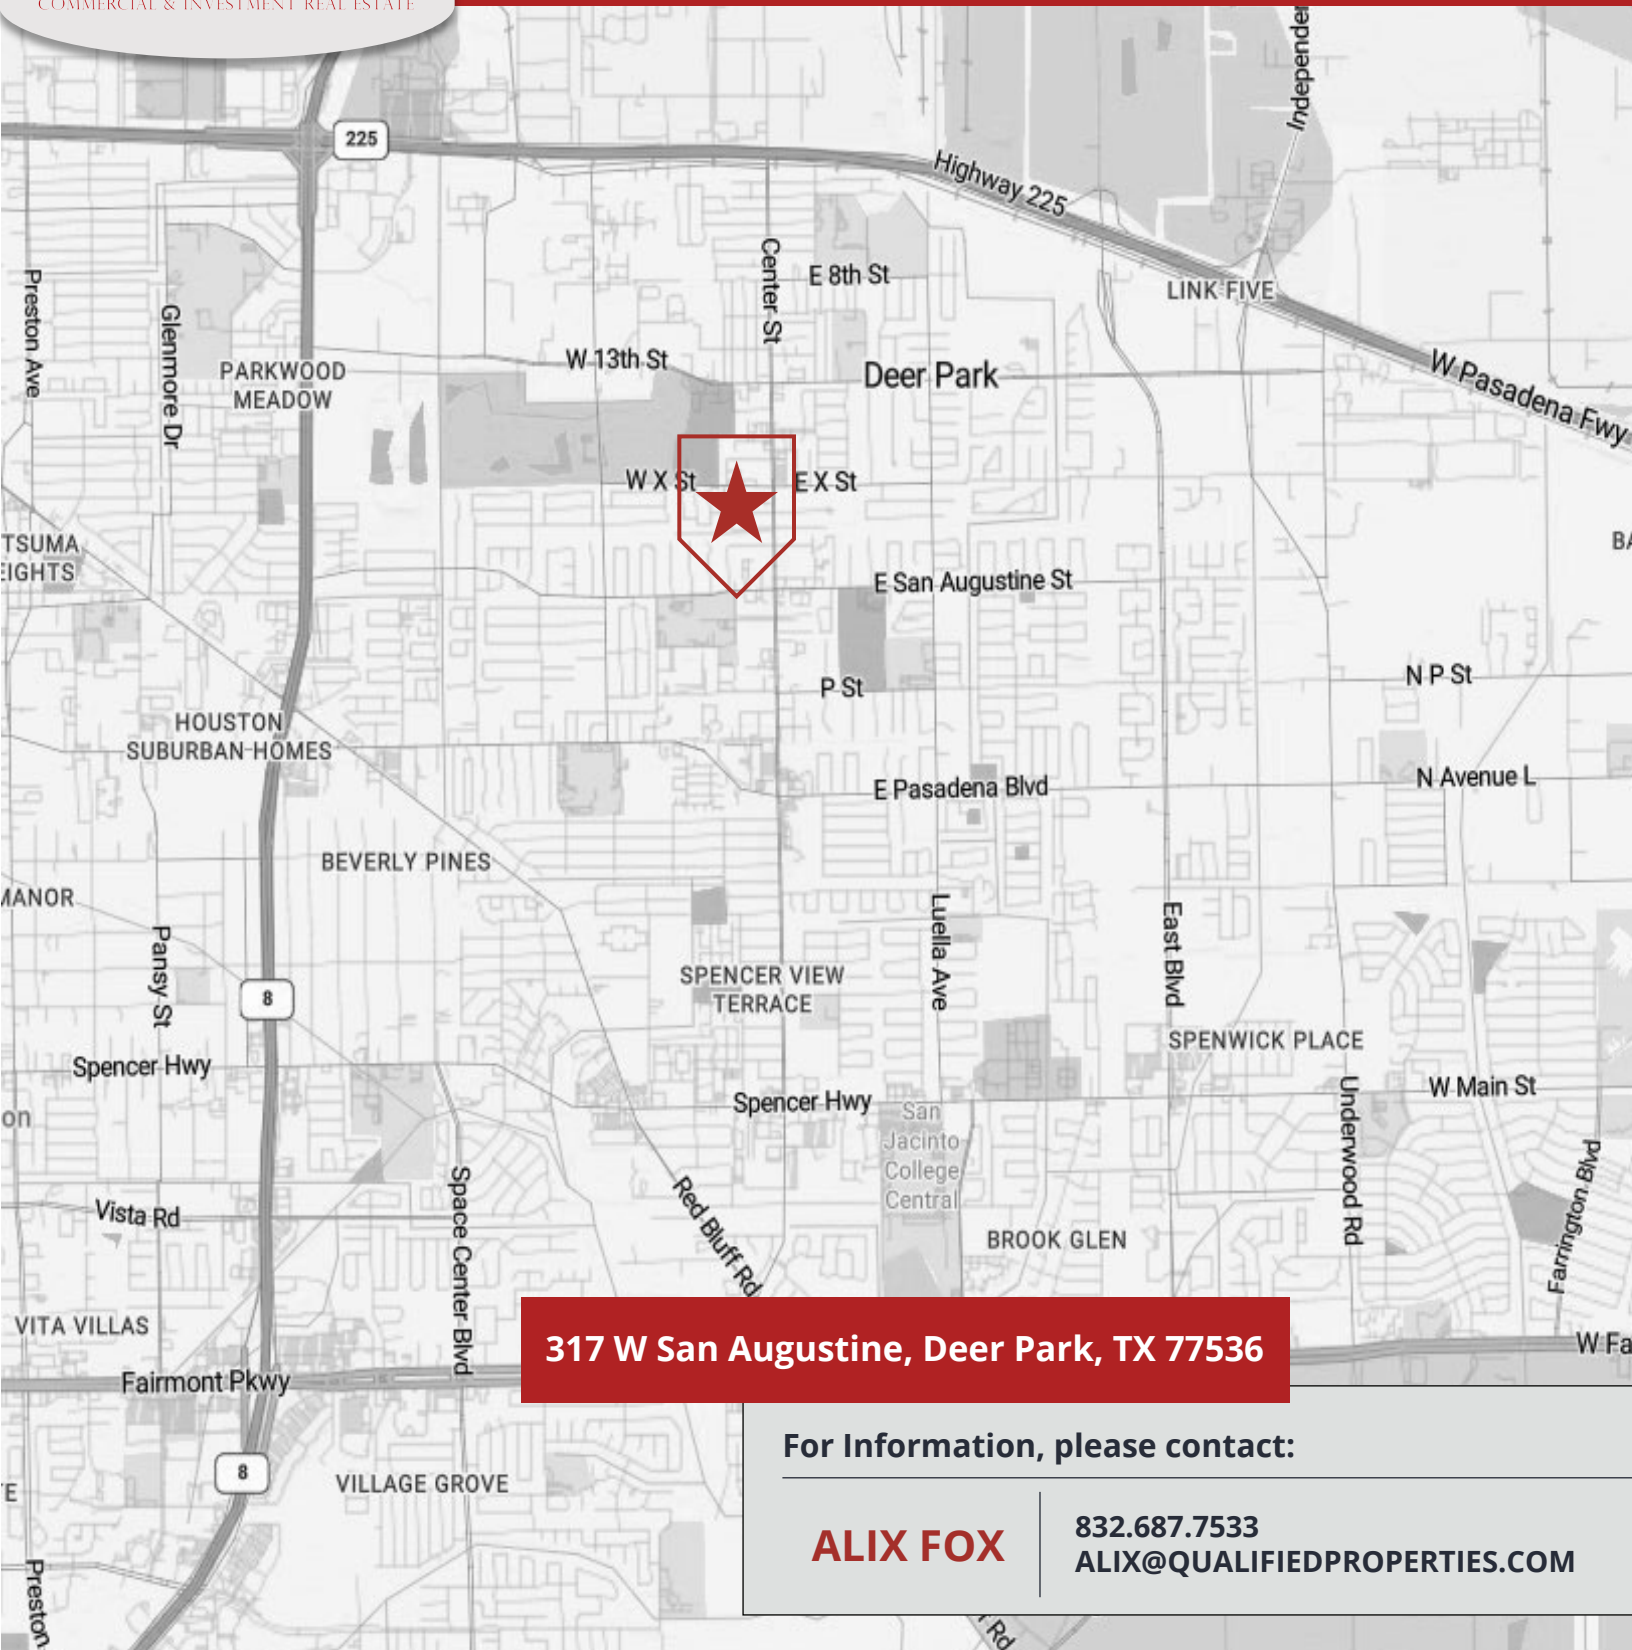 COMMERCIAL & INVESTMENT REAL ESTATE
225
Highway 225
Center St
E 8th St
LINK FIVE
Preston Ave
Glenmore Dr
W 13th St
PARKWOOD
MEADOW
Deer Park
W Pasadena Fwy
W X St
E X St
E San Augustine St
P St
N P St
HOUSTON
SUBURBAN HOMES
E Pasadena Blvd
N Avenue L
BEVERLY PINES
MANOR
Luella Ave
East Blvd
Pansy St
SPENCER VIEW
TERRACE
8
SPENWICK PLACE
Spencer Hwy
Spencer Hwy
W Main St
San
Jacinto
College
Central
Underwood Rd
Space Center Blvd
Red Bluff Rd
Farrington Blvd
Vista Rd
BROOK GLEN
VITA VILLAS
317 W San Augustine, Deer Park, TX 77536
W Fa
Fairmont Pkwy
For Information, please contact:
8
VILLAGE GROVE
ALIX FOX
832.687.7533
ALIX@QUALIFIEDPROPERTIES.COM
Preston
Rd